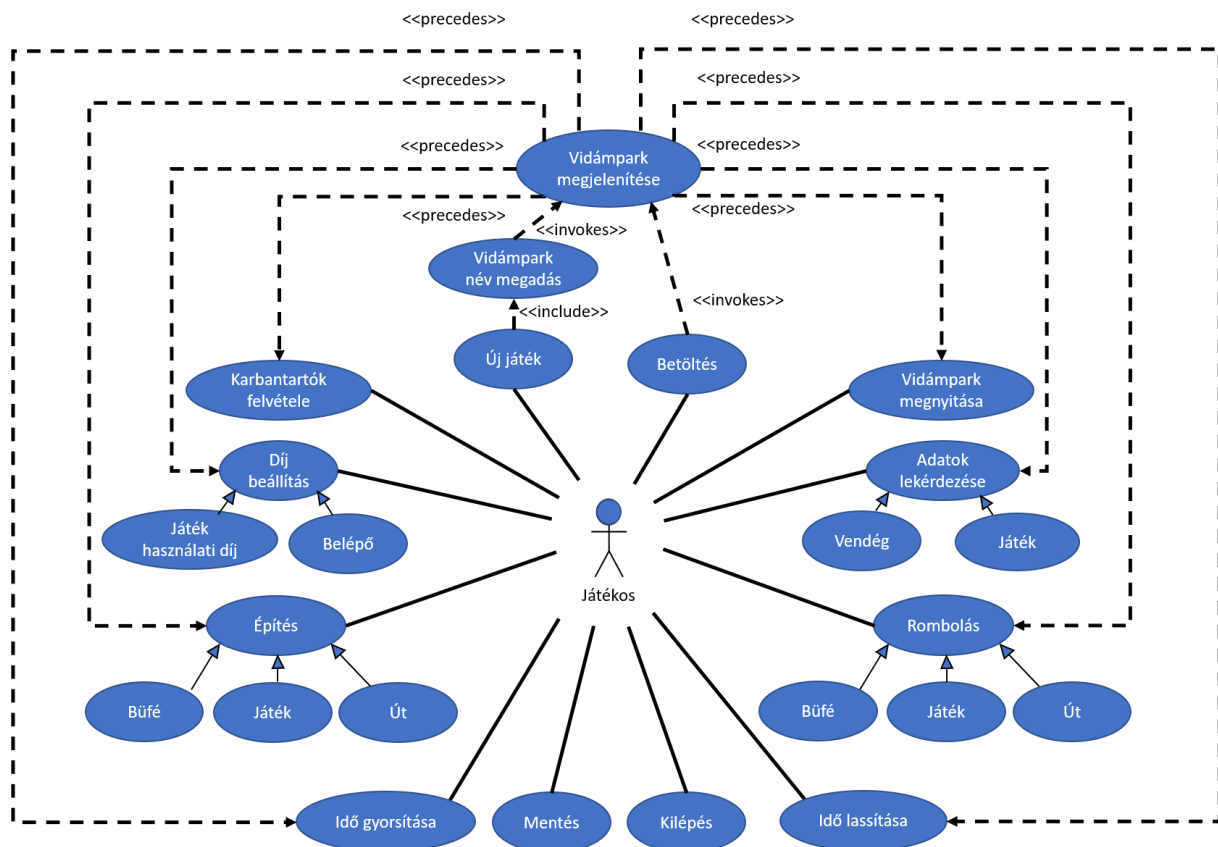 <<precedes>>
<<precedes>>
<<precedes>>
<<precedes>>
<<precedes>>
<<precedes>>
Vidámpark
megjelenítése
<<precedes>>
<<precedes>>
<<invokes>>
Vidámpark
név megadás
<<include>>
<<invokes>>
Új játék
Betöltés
Karbantartók
felvétele
Vidámpark
megnyitása
Díj
beállítás
Adatok
lekérdezése
Játék
használati díj
Belépő
Vendég
Játék
Játékos
Építés
Rombolás
Büfé
Játék
Út
Büfé
Játék
Út
Idő gyorsítása
Mentés
Kilépés
Idő lassítása